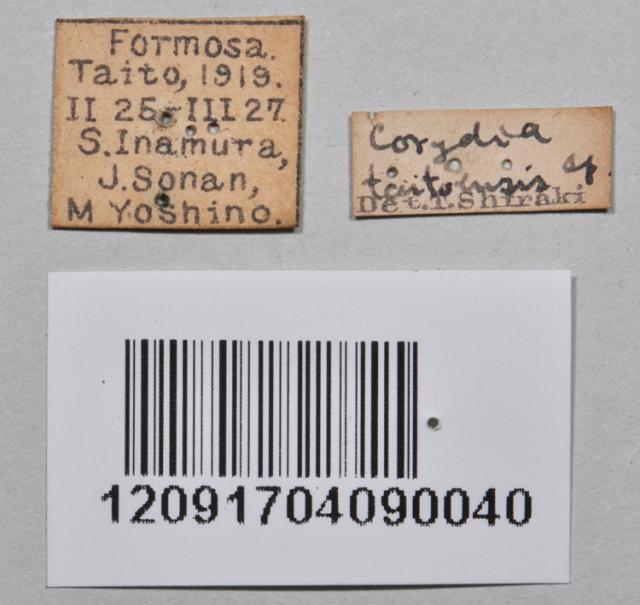 Formosa.
Taito, 1919.
II 25-III 27.
S. Inamura,
J. Sonan,
M Yoshino.
Corydia
taitoensis sp.
Det. T. Shiraki
12091704090040